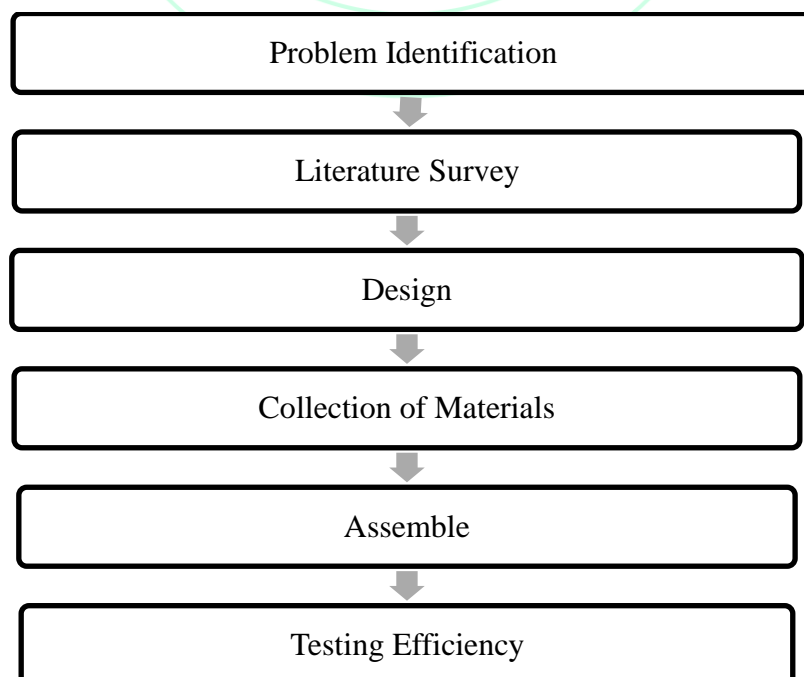 Problem Identification
Literature Survey
Design
Collection of Materials
Assemble
Testing Efficiency